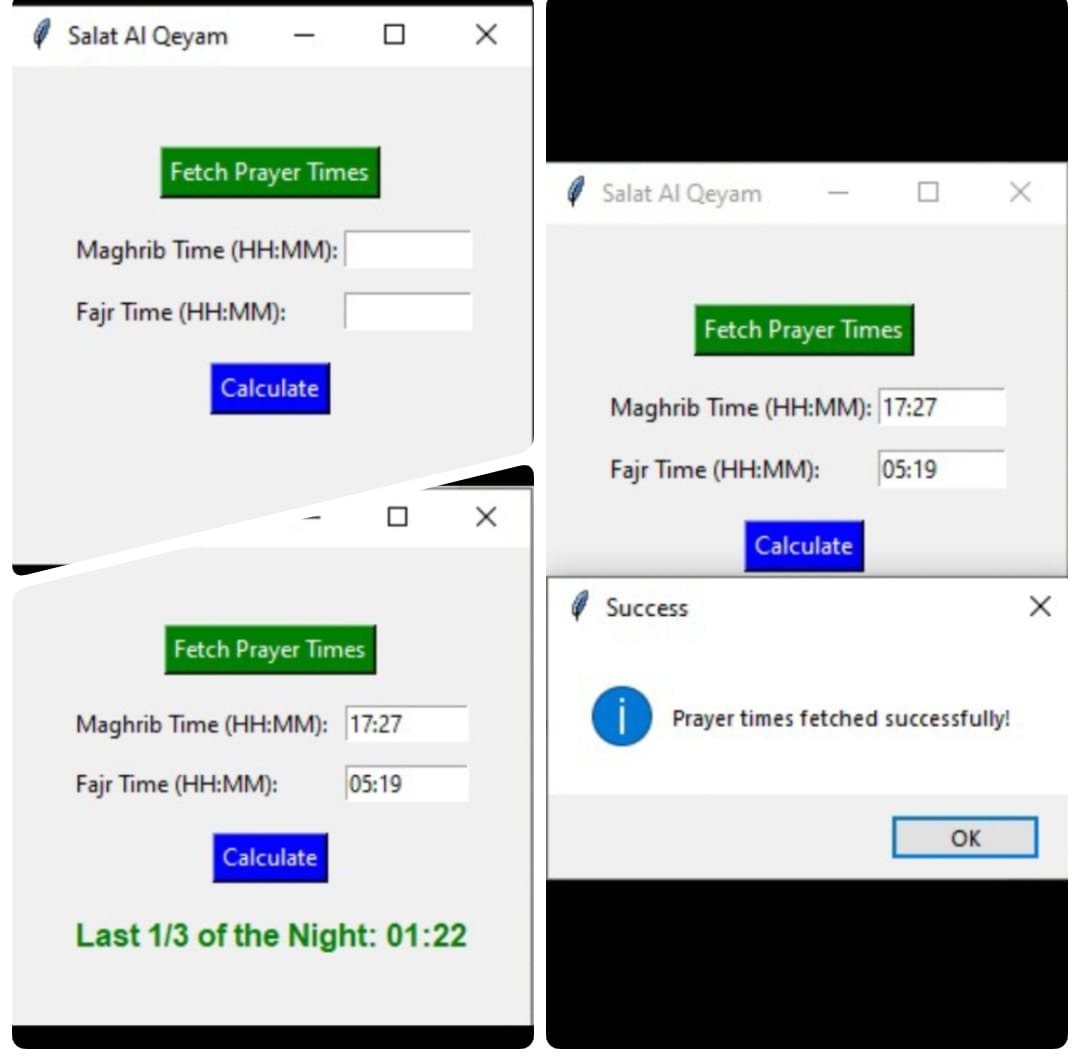 Salat Al Qeyam
Fetch Prayer Times
Maghrib Time (HH:MM):
Fajr Time (HH:MM):
Calculate
Fetch Prayer Times
Maghrib Time (HH:MM): 17:27
Fajr Time (HH:MM): 05:19
Calculate
Last 1/3 of the Night: 01:22
Salat Al Qeyam
Fetch Prayer Times
Maghrib Time (HH:MM): 17:27
Fajr Time (HH:MM): 05:19
Calculate
Success
Prayer times fetched successfully!
OK